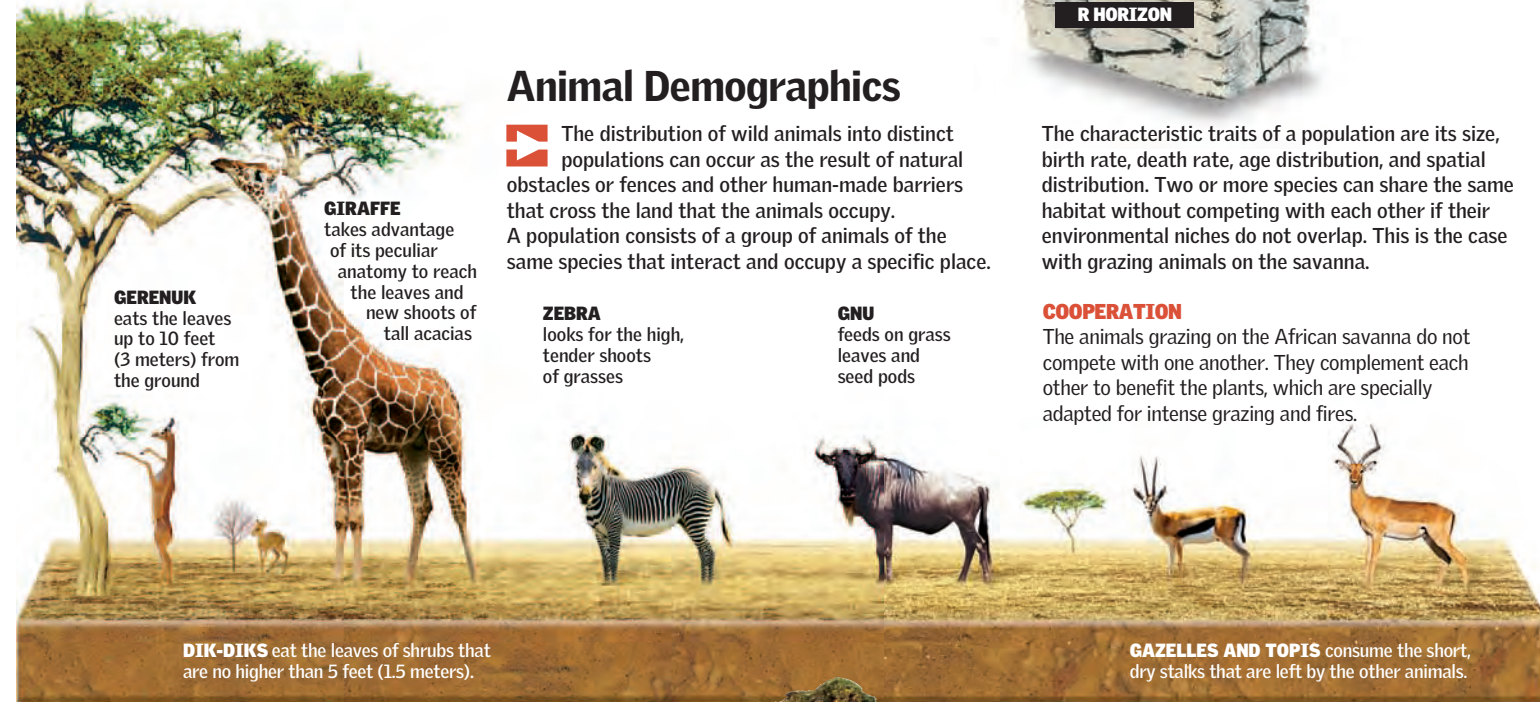 R HORIZON
Animal Demographics
The distribution of wild animals into distinct
populations can occur as the result of natural
obstacles or fences and other human-made barriers
that cross the land that the animals occupy.
A population consists of a group of animals of the
same species that interact and occupy a specific place.
The characteristic traits of a population are its size,
birth rate, death rate, age distribution, and spatial
distribution. Two or more species can share the same
habitat without competing with each other if their
environmental niches do not overlap. This is the case
with grazing animals on the savanna.
GERENUK
eats the leaves
up to 10 feet
(3 meters) from
the ground
GIRAFFE
takes advantage
of its peculiar
anatomy to reach
the leaves and
new shoots of
tall acacias
ZEBRA
looks for the high,
tender shoots
of grasses
GNU
feeds on grass
leaves and
seed pods
COOPERATION
The animals grazing on the African savanna do not
compete with one another. They complement each
other to benefit the plants, which are specially
adapted for intense grazing and fires.
DIK-DIKS eat the leaves of shrubs that
are no higher than 5 feet (1.5 meters).
GAZELLES AND TOPIS consume the short,
dry stalks that are left by the other animals.